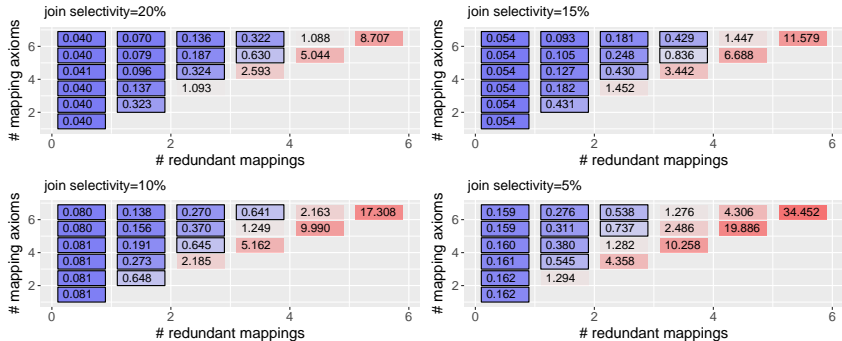 join selectivity=20%
# mapping axioms
6
4
2
0.040 0.070 0.136 0.322 1.088 8.707
0.040 0.079 0.187 0.630 5.044
0.041 0.096 0.324 2.593
0.040 0.137 1.093
0.040 0.323
0.040
0 2 4 6
# redundant mappings
join selectivity=15%
# mapping axioms
6
4
2
0.054 0.093 0.181 0.429 1.447 11.579
0.054 0.105 0.248 0.836 6.688
0.054 0.127 0.430 3.442
0.054 0.182 1.452
0.054 0.431
0.054
0 2 4 6
# redundant mappings
join selectivity=10%
# mapping axioms
6
4
2
0.080 0.138 0.270 0.641 2.163 17.308
0.080 0.156 0.370 1.249 9.990
0.081 0.191 0.645 5.162
0.081 0.273 2.185
0.081 0.648
0.081
0 2 4 6
# redundant mappings
join selectivity=5%
# mapping axioms
6
4
2
0.159 0.276 0.538 1.276 4.306 34.452
0.159 0.311 0.737 2.486 19.886
0.160 0.380 1.282 10.258
0.161 0.545 4.358
0.162 1.294
0.162
0 2 4 6
# redundant mappings